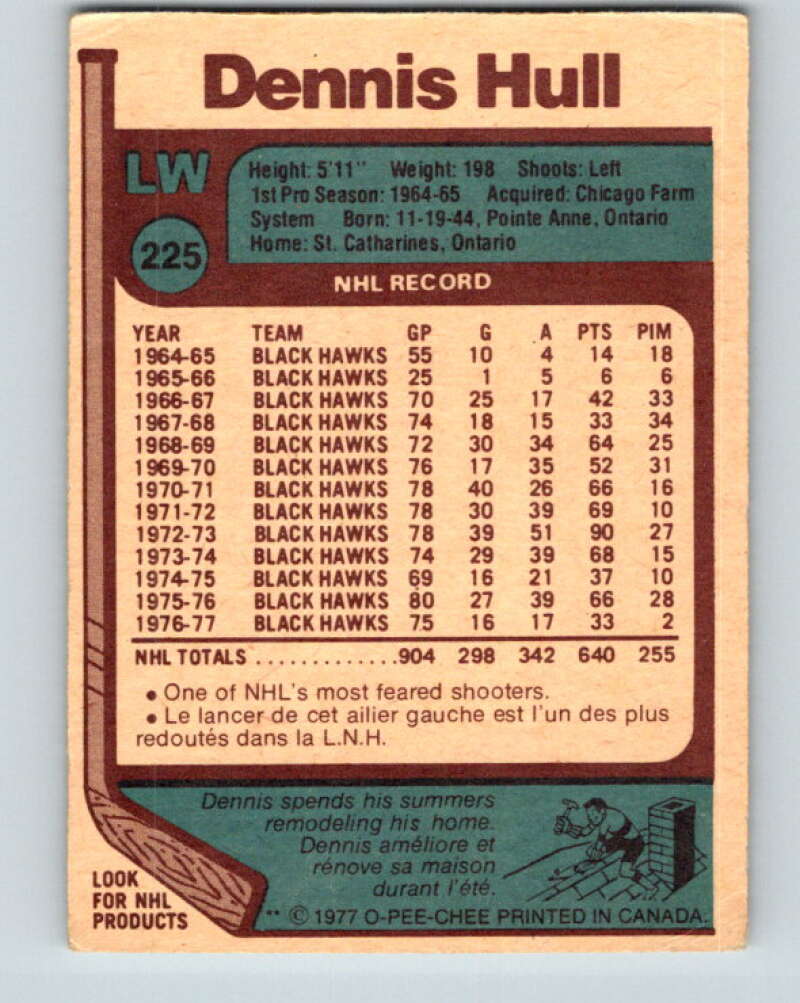 Dennis Hull
LW
225
Height: 5'11" Weight: 198 Shoots: Left
1st Pro Season: 1964-65 Acquired: Chicago Farm
System Born: 11-19-44, Pointe Anne, Ontario
Home: St. Catharines, Ontario
NHL RECORD
YEAR TEAM GP G A PTS PIM
1964-65 BLACK HAWKS 55 10 4 14 18
1965-66 BLACK HAWKS 25 1 5 6 6
1966-67 BLACK HAWKS 70 25 17 42 33
1967-68 BLACK HAWKS 74 18 15 33 34
1968-69 BLACK HAWKS 72 30 34 64 25
1969-70 BLACK HAWKS 76 17 35 52 31
1970-71 BLACK HAWKS 78 40 26 66 16
1971-72 BLACK HAWKS 78 30 39 69 10
1972-73 BLACK HAWKS 78 39 51 90 27
1973-74 BLACK HAWKS 74 29 39 68 15
1974-75 BLACK HAWKS 69 16 21 37 10
1975-76 BLACK HAWKS 80 27 39 66 28
1976-77 BLACK HAWKS 75 16 17 33 2
NHL TOTALS .............904 298 342 640 255
• One of NHL's most feared shooters.
• Le lancer de cet ailier gauche est l'un des plus
redoutés dans la L.N.H.
Dennis spends his summers
remodeling his home.
Dennis améliore et
rénove sa maison
durant l'été.
LOOK
FOR NHL
PRODUCTS
** © 1977 O-PEE-CHEE PRINTED IN CANADA.